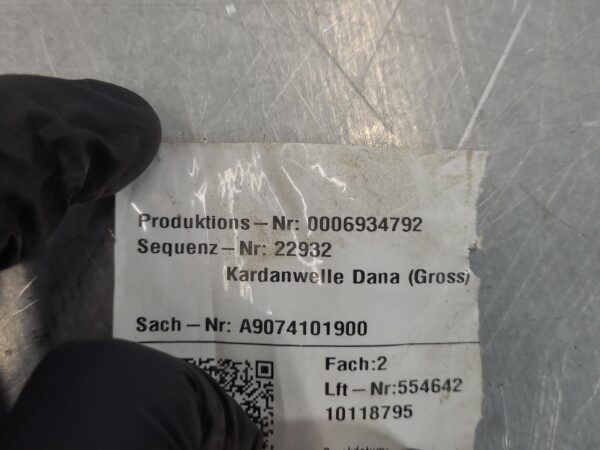 Produktions-Nr: 0006934792
Sequenz-Nr: 22932
Kardanwelle Dana (Gross)
Sach-Nr: A9074101900
Fach:2
Lft-Nr:554642
10118795